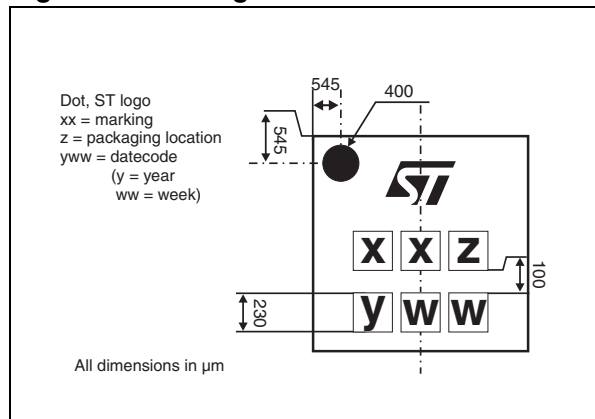 545
400
Dot, ST logo
xx = marking
z = packaging location
yww = datecode
(y = year
ww = week)
545
ST
x x z
100
230
y w w
All dimensions in µm